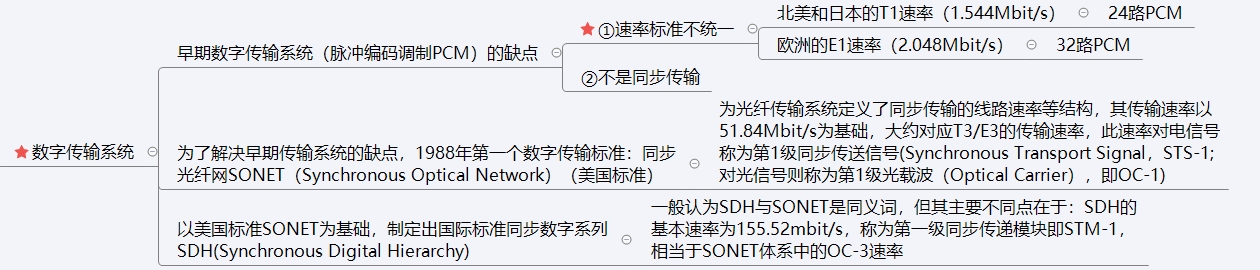 数字传输系统
早期数字传输系统（脉冲编码调制PCM）的缺点
①速率标准不统一
北美和日本的T1速率（1.544Mbit/s）
24路PCM
欧洲的E1速率（2.048Mbit/s）
32路PCM
②不是同步传输
为了解决早期传输系统的缺点，1988年第一个数字传输标准：同步
光纤网SONET（Synchronous Optical Network）（美国标准）
为光纤传输系统定义了同步传输的线路速率等结构，其传输速率以
51.84Mbit/s为基础，大约对应T3/E3的传输速率，此速率对电信号
称为第1级同步传送信号(Synchronous Transport Signal，STS-1;
对光信号则称为第1级光载波（Optical Carrier），即OC-1)
以美国标准SONET为基础，制定出国际标准同步数字系列
SDH(Synchronous Digital Hierarchy)
一般认为SDH与SONET是同义词，但其主要不同点在于：SDH的
基本速率为155.52mbit/s，称为第一级同步传递模块即STM-1，
相当于SONET体系中的OC-3速率